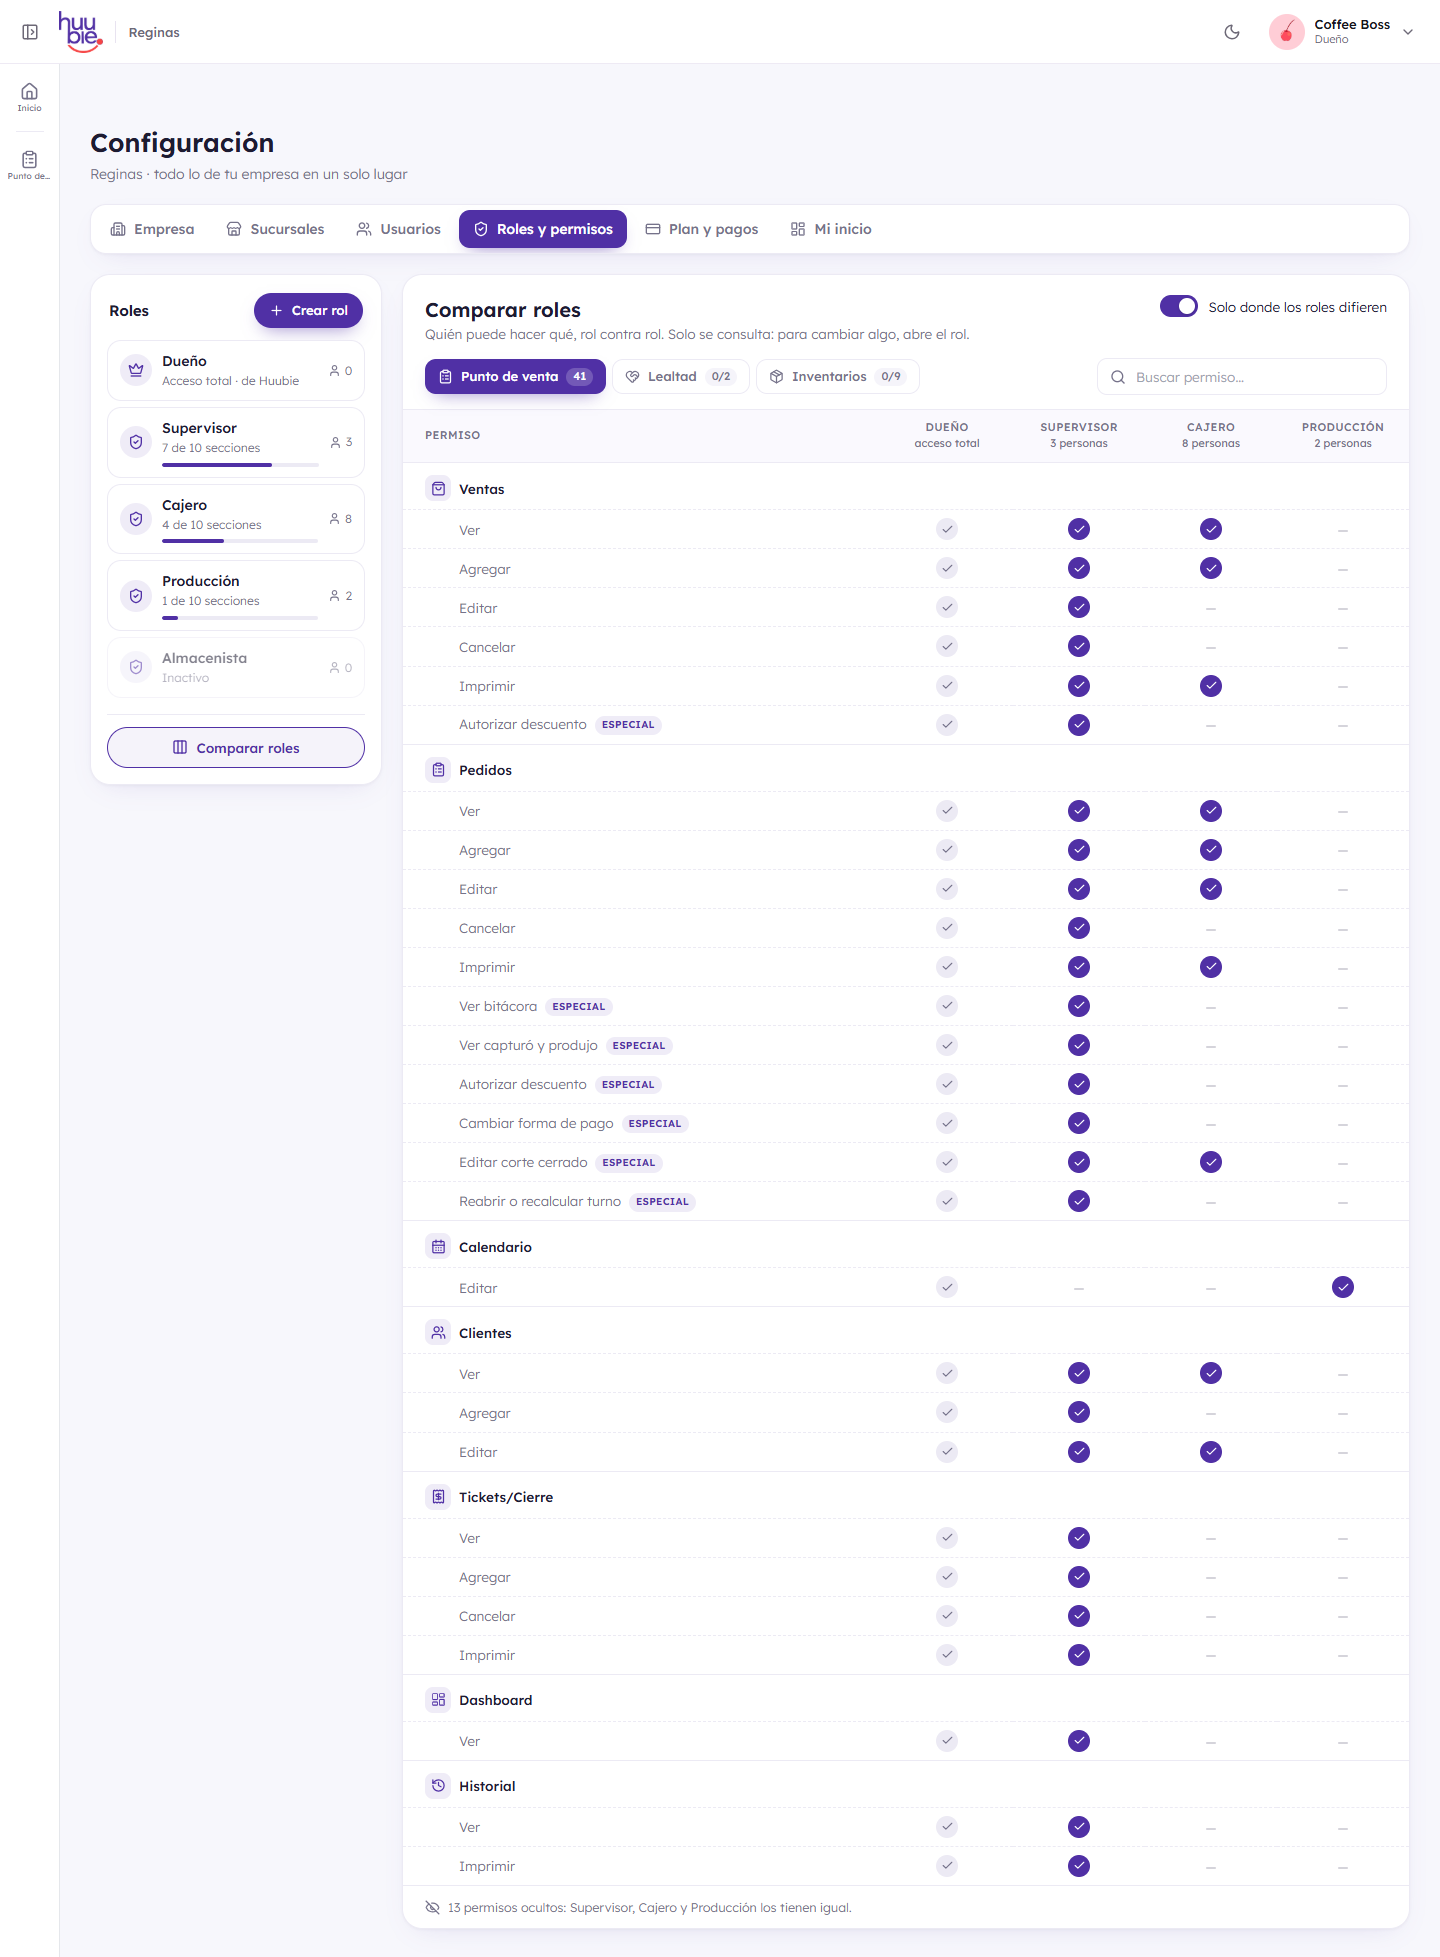 huu
bie
Reginas
Coffee Boss
Dueño
Inicio
Punto de...
Configuración
Reginas · todo lo de tu empresa en un solo lugar
Empresa
Sucursales
Usuarios
Roles y permisos
Plan y pagos
Mi inicio
Roles
Crear rol
Dueño
Acceso total · de Huubie
0
Supervisor
7 de 10 secciones
3
Cajero
4 de 10 secciones
8
Producción
1 de 10 secciones
2
Almacenista
Inactivo
0
Comparar roles
Comparar roles
Quién puede hacer qué, rol contra rol. Solo se consulta: para cambiar algo, abre el rol.
Solo donde los roles difieren
Punto de venta 41
Lealtad 0/2
Inventarios 0/9
Buscar permiso...
PERMISO
DUEÑO
acceso total
SUPERVISOR
3 personas
CAJERO
8 personas
PRODUCCIÓN
2 personas
Ventas
Ver
Agregar
Editar
Cancelar
Imprimir
Autorizar descuento ESPECIAL
Pedidos
Ver
Agregar
Editar
Cancelar
Imprimir
Ver bitácora ESPECIAL
Ver capturó y produjo ESPECIAL
Autorizar descuento ESPECIAL
Cambiar forma de pago ESPECIAL
Editar corte cerrado ESPECIAL
Reabrir o recalcular turno ESPECIAL
Calendario
Editar
Clientes
Ver
Agregar
Editar
Tickets/Cierre
Ver
Agregar
Cancelar
Imprimir
Dashboard
Ver
Historial
Ver
Imprimir
13 permisos ocultos: Supervisor, Cajero y Producción los tienen igual.